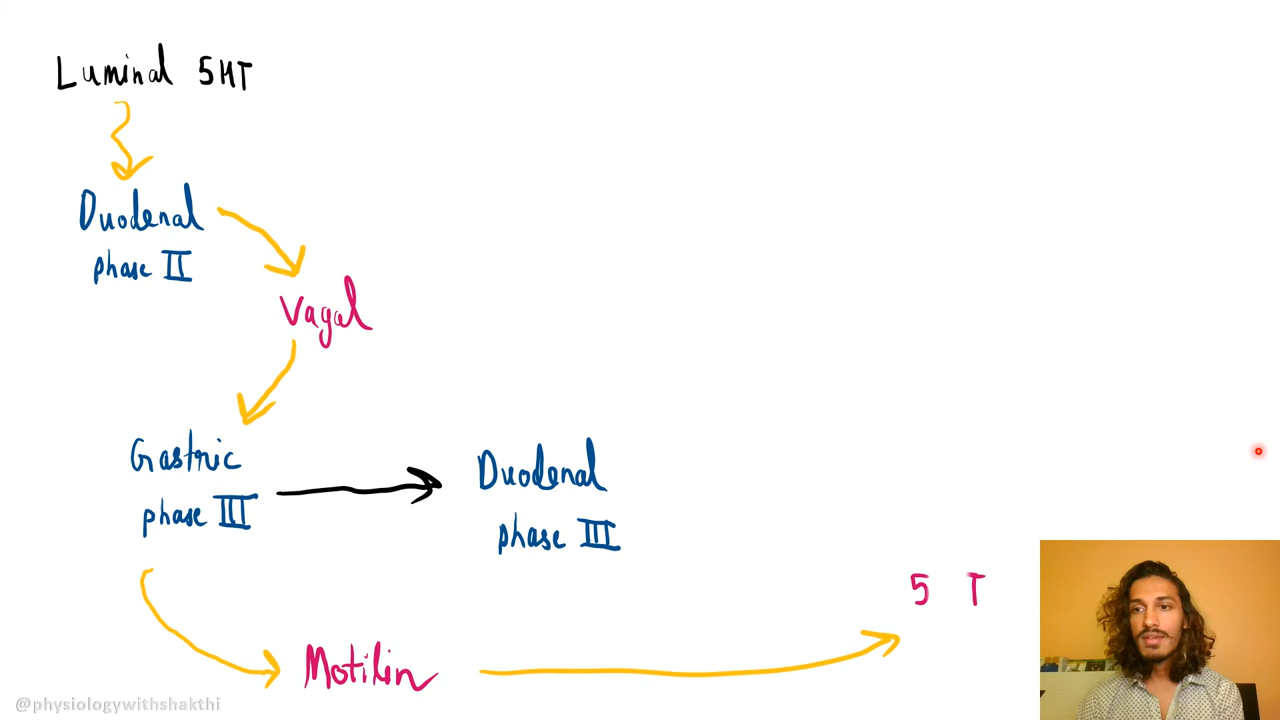 Luminal 5HT
Duodenal
phase II
Vagal
Gastric
phase III
Duodenal
phase III
5 T
Motilin
@physiologywithshakthi